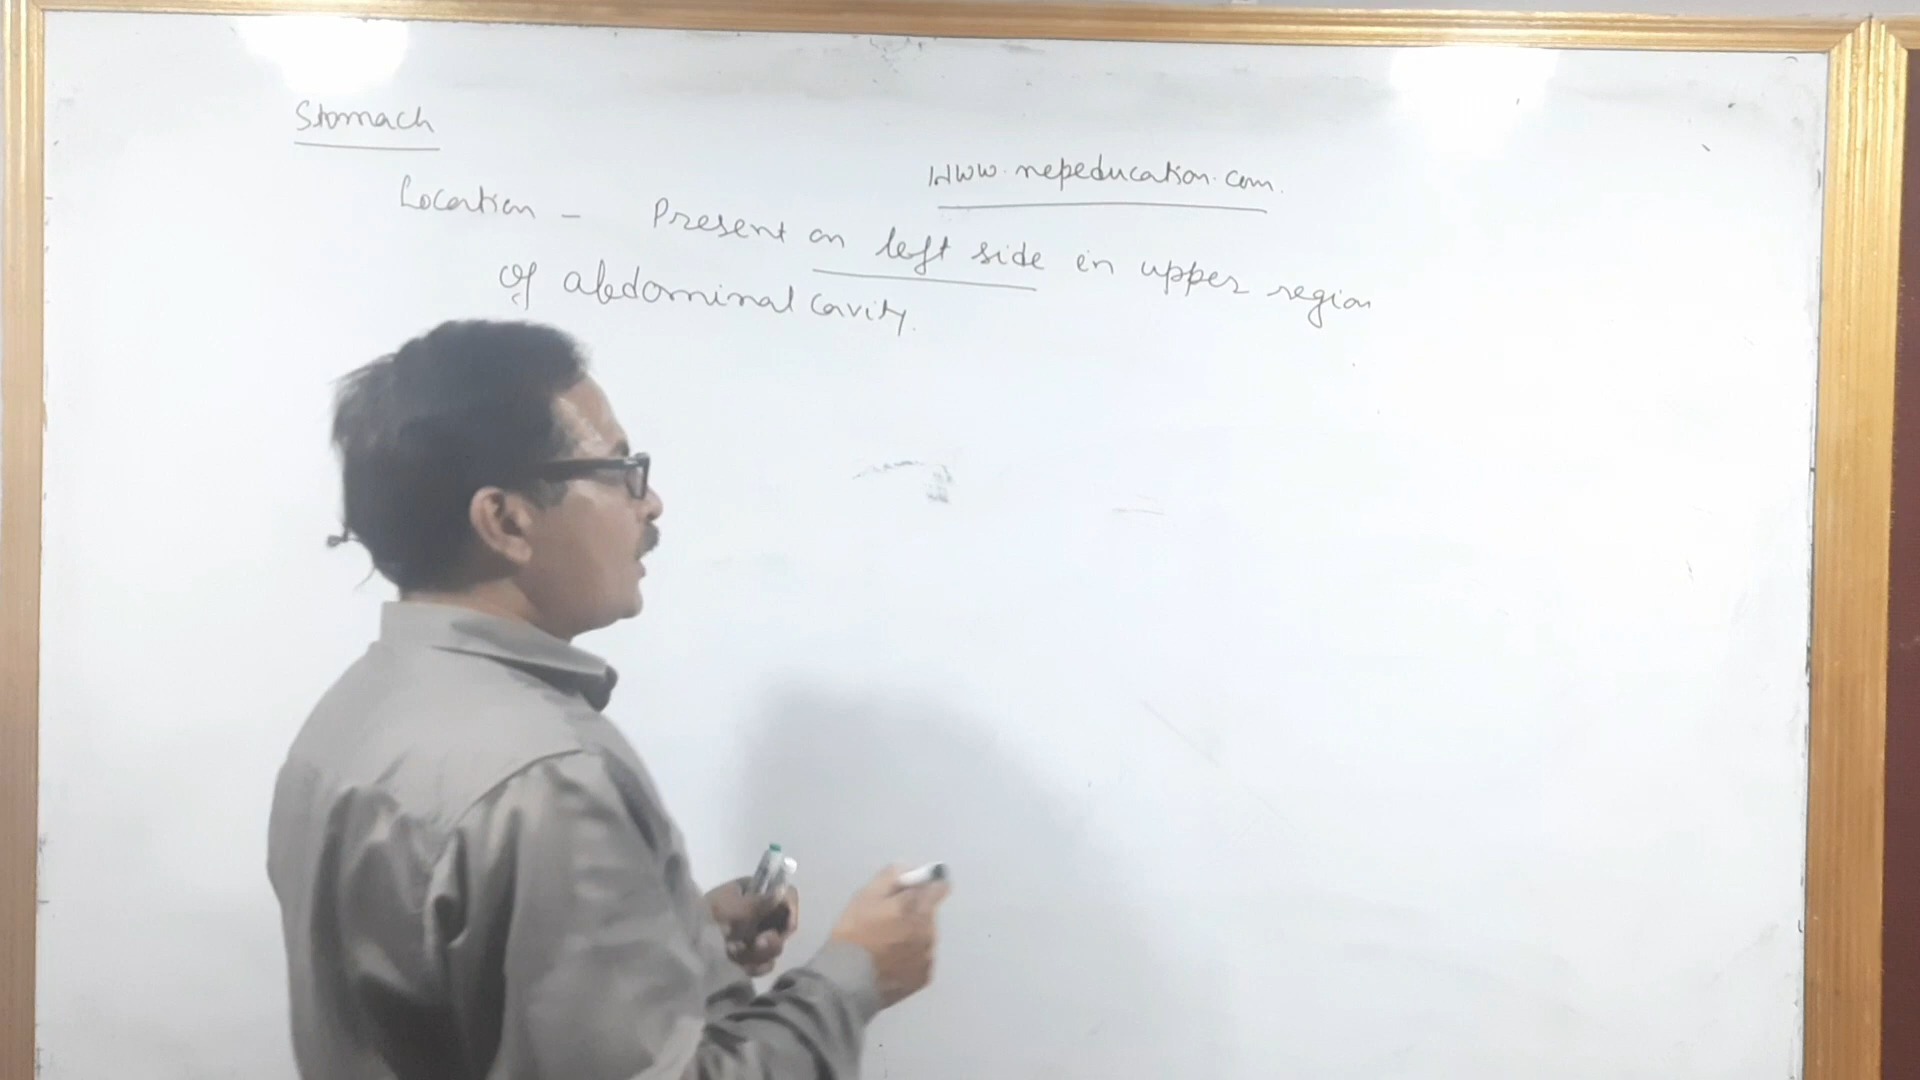 Stomach
www.nepeducation.com.
Location - Present on left side in upper region
of abdominal cavity.